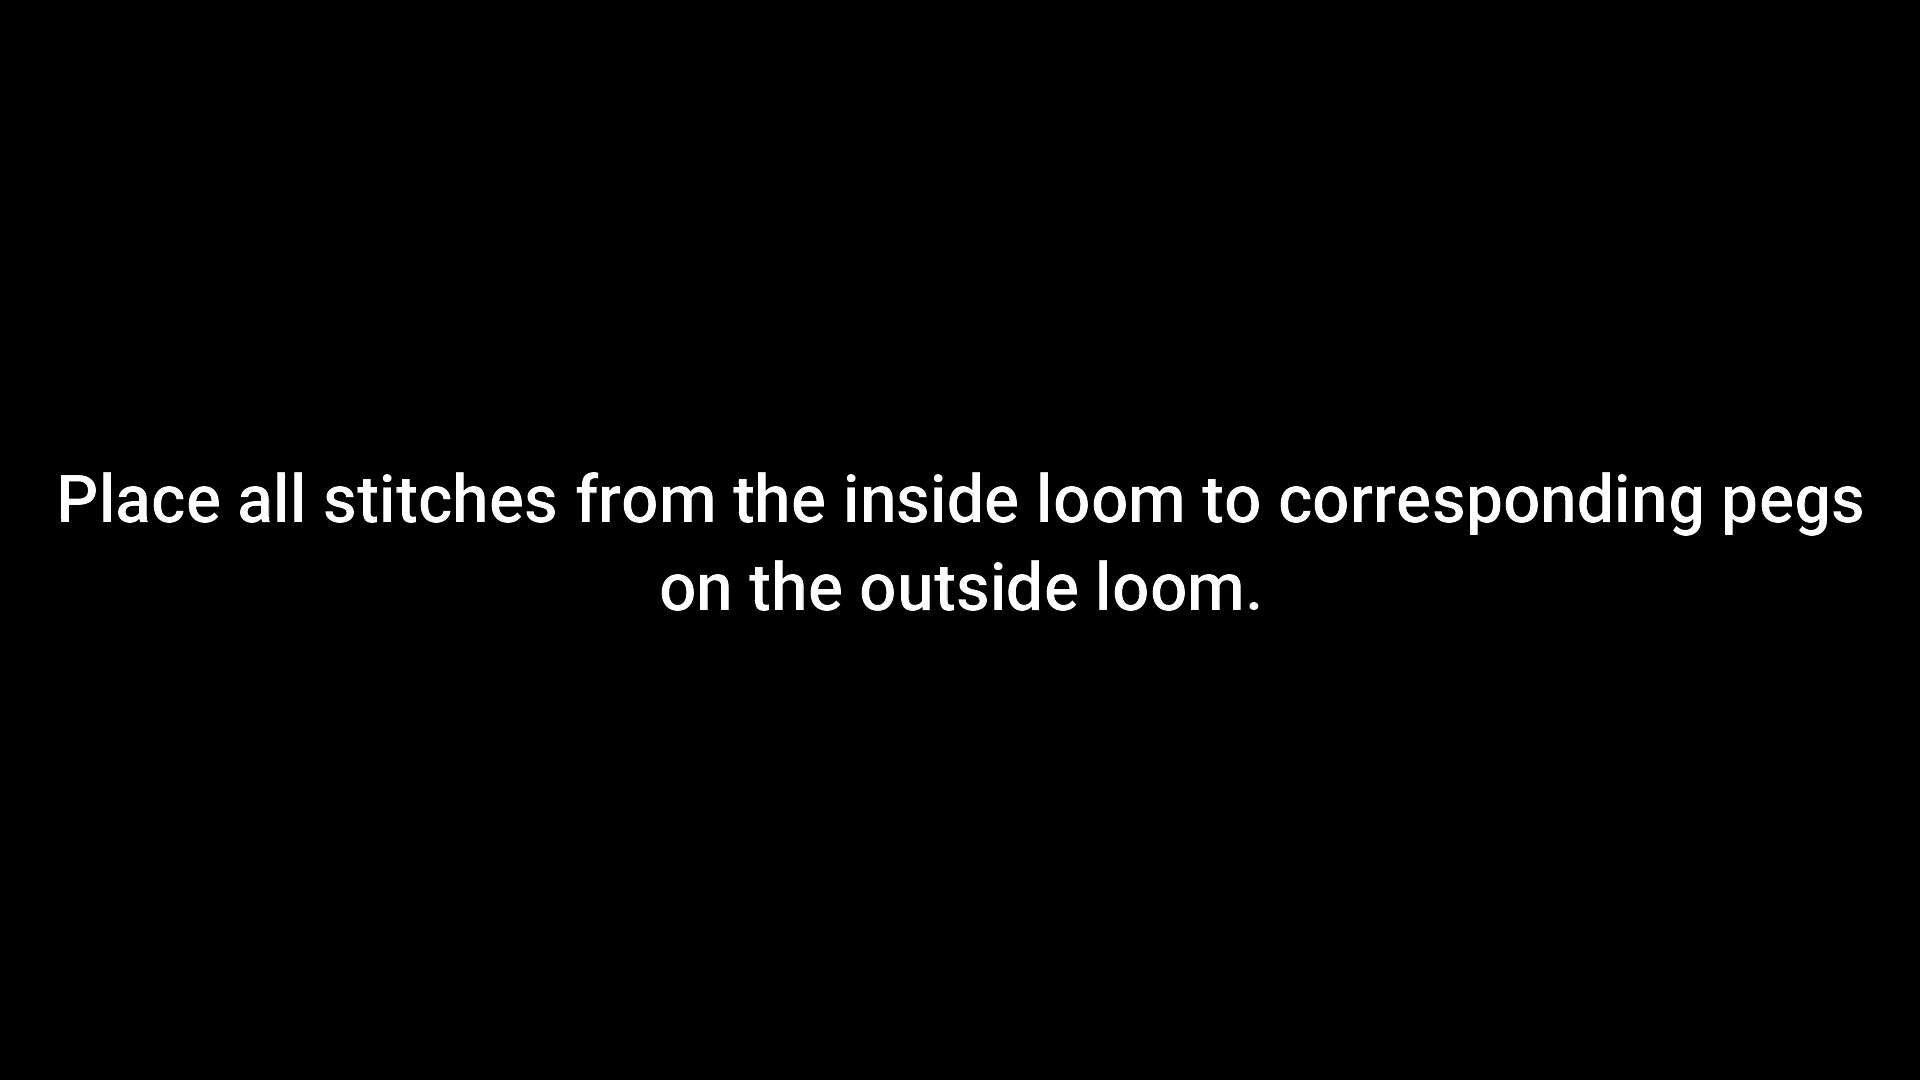 Place all stitches from the inside loom to corresponding pegs
on the outside loom.